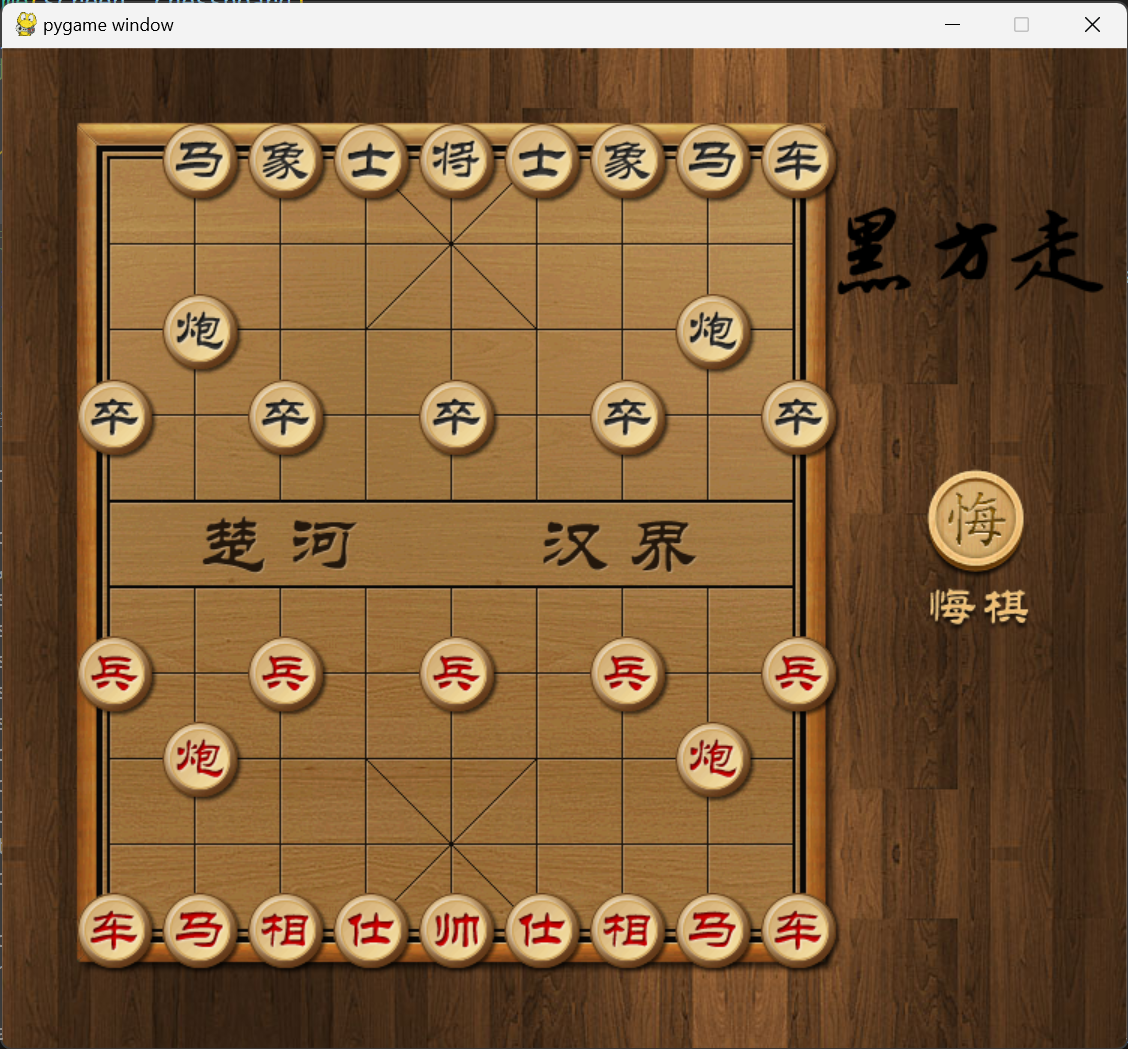 pygame window
马 象 士 将 士 象 马 车
黑方走
炮 炮
卒 卒 卒 卒 卒
悔
楚河 汉界
悔棋
兵 兵 兵 兵 兵
炮 炮
车 马 相 仕 帅 仕 相 马 车